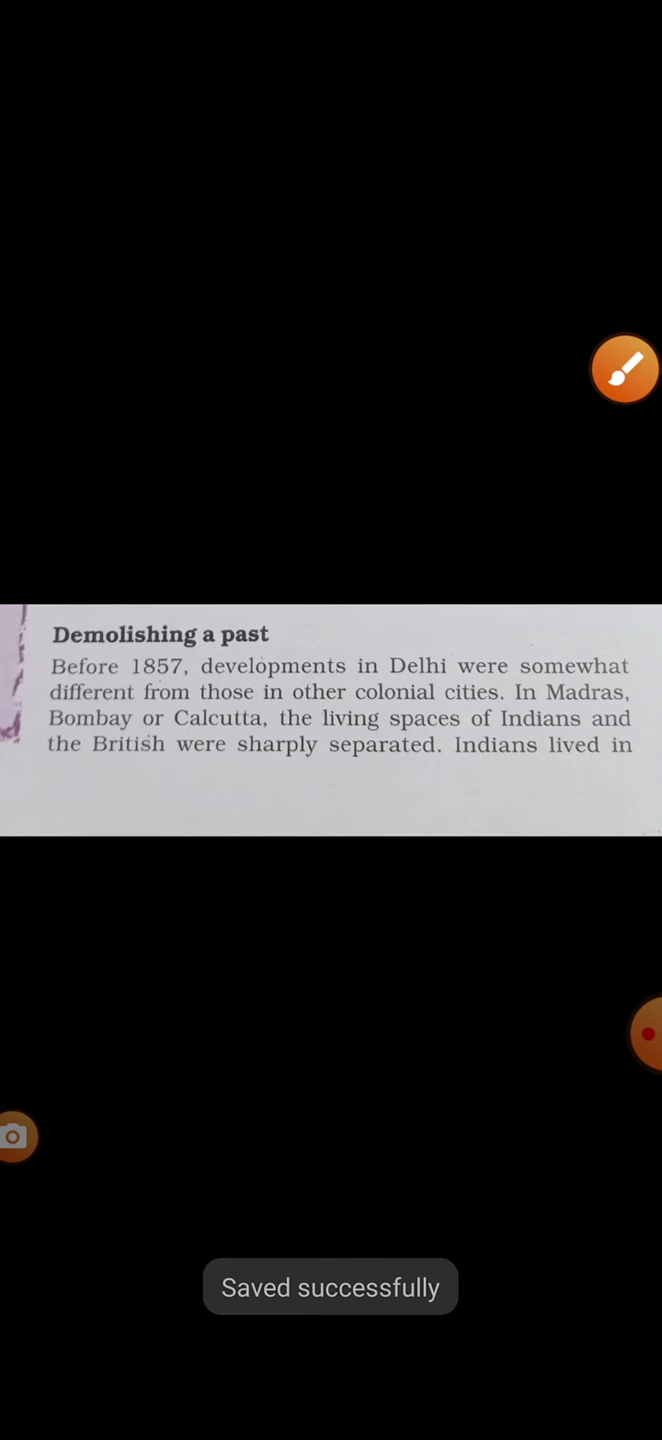 Demolishing a past
Before 1857, developments in Delhi were somewhat
different from those in other colonial cities. In Madras,
Bombay or Calcutta, the living spaces of Indians and
the British were sharply separated. Indians lived in
Saved successfully